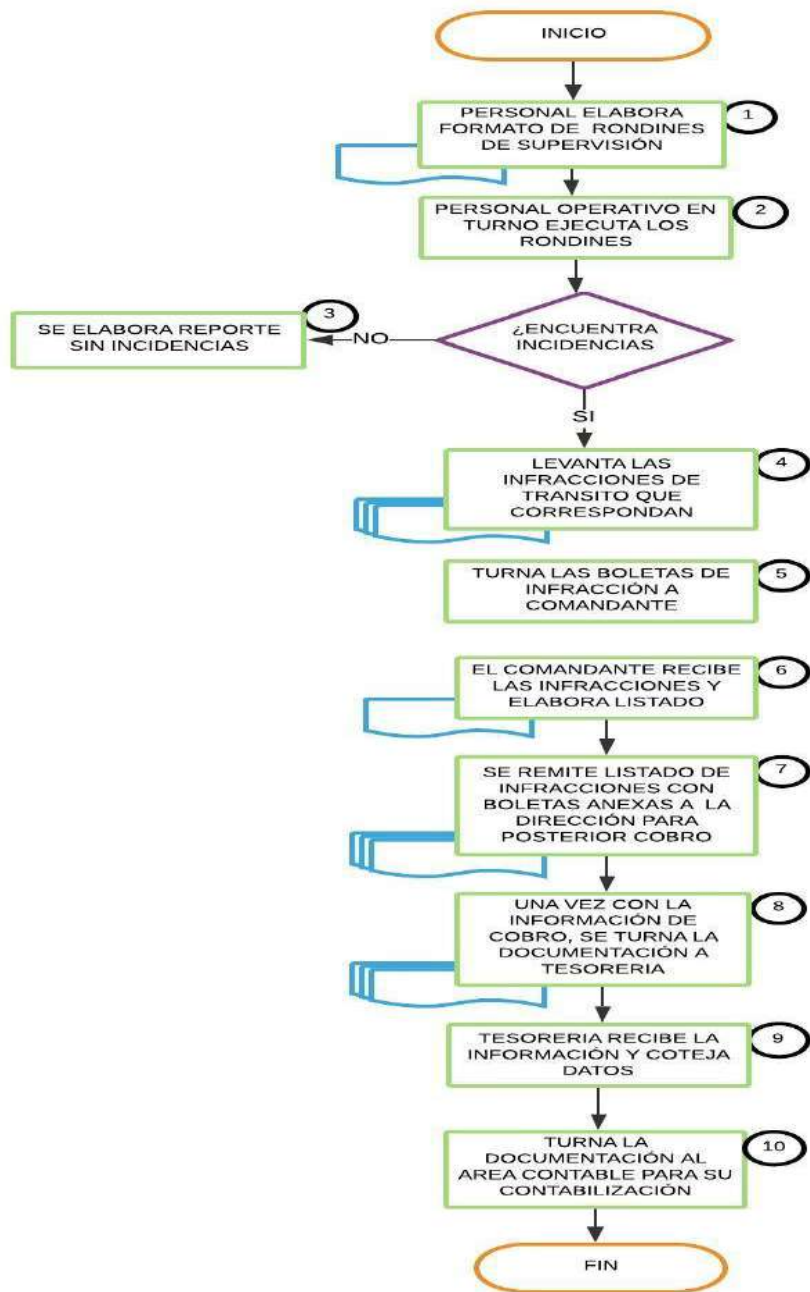 INICIO
1
PERSONAL ELABORA
FORMATO DE RONDINES
DE SUPERVISIÓN
2
PERSONAL OPERATIVO EN
TURNO EJECUTA LOS
RONDINES
¿ENCUENTRA
INCIDENCIAS
NO
3
SE ELABORA REPORTE
SIN INCIDENCIAS
SI
4
LEVANTA LAS
INFRACCIONES DE
TRANSITO QUE
CORRESPONDAN
5
TURNA LAS BOLETAS DE
INFRACCIÓN A
COMANDANTE
6
EL COMANDANTE RECIBE
LAS INFRACCIONES Y
ELABORA LISTADO
7
SE REMITE LISTADO DE
INFRACCIONES CON
BOLETAS ANEXAS A LA
DIRECCIÓN PARA
POSTERIOR COBRO
8
UNA VEZ CON LA
INFORMACIÓN DE
COBRO, SE TURNA LA
DOCUMENTACIÓN A
TESORERIA
9
TESORERIA RECIBE LA
INFORMACIÓN Y COTEJA
DATOS
10
TURNA LA
DOCUMENTACIÓN AL
AREA CONTABLE PARA SU
CONTABILIZACIÓN
FIN